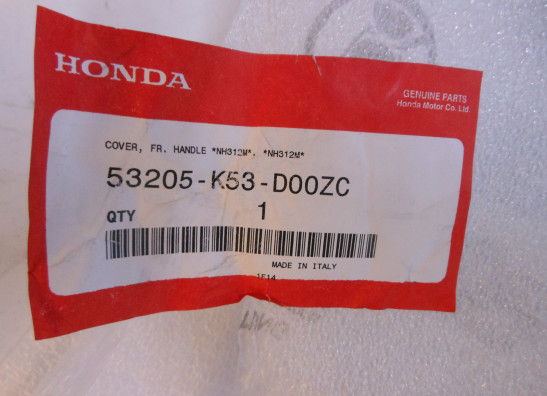 HONDA
GENUINE PARTS
Honda Motor Co. Ltd.
COVER, FR. HANDLE *NH312M*, *NH312M*
53205-K53-D00ZC
QTY 1
MADE IN ITALY
1F14